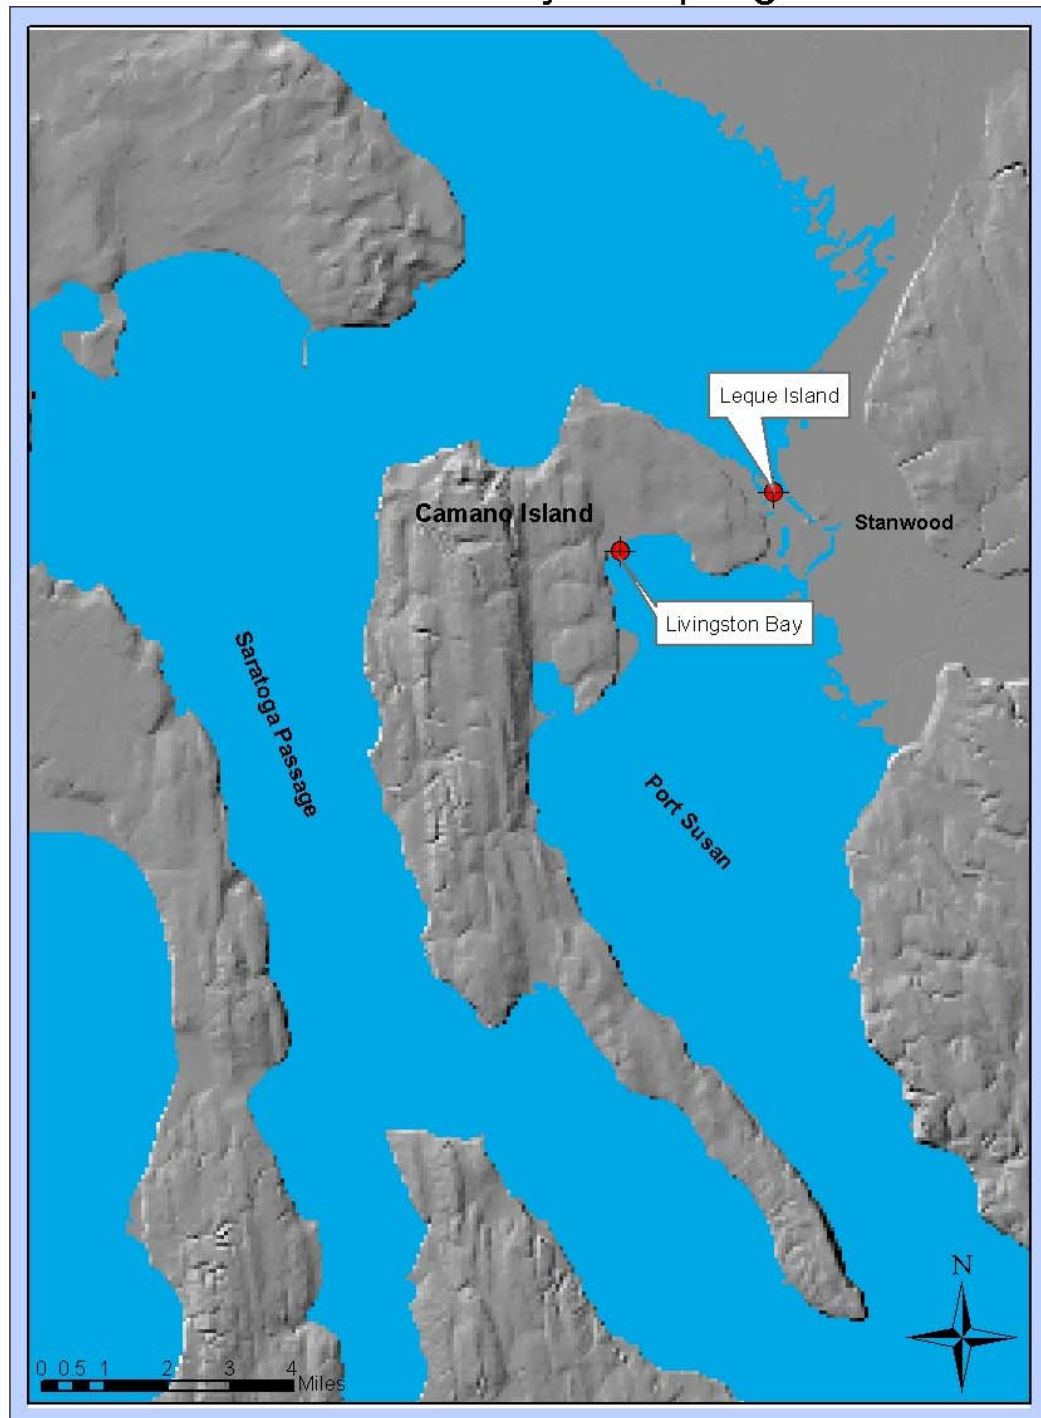 Leque Island
Camano Island
Stanwood
Livingston Bay
Saratoga Passage
Port Susan
N
0 0.5 1 2 3 4
Miles